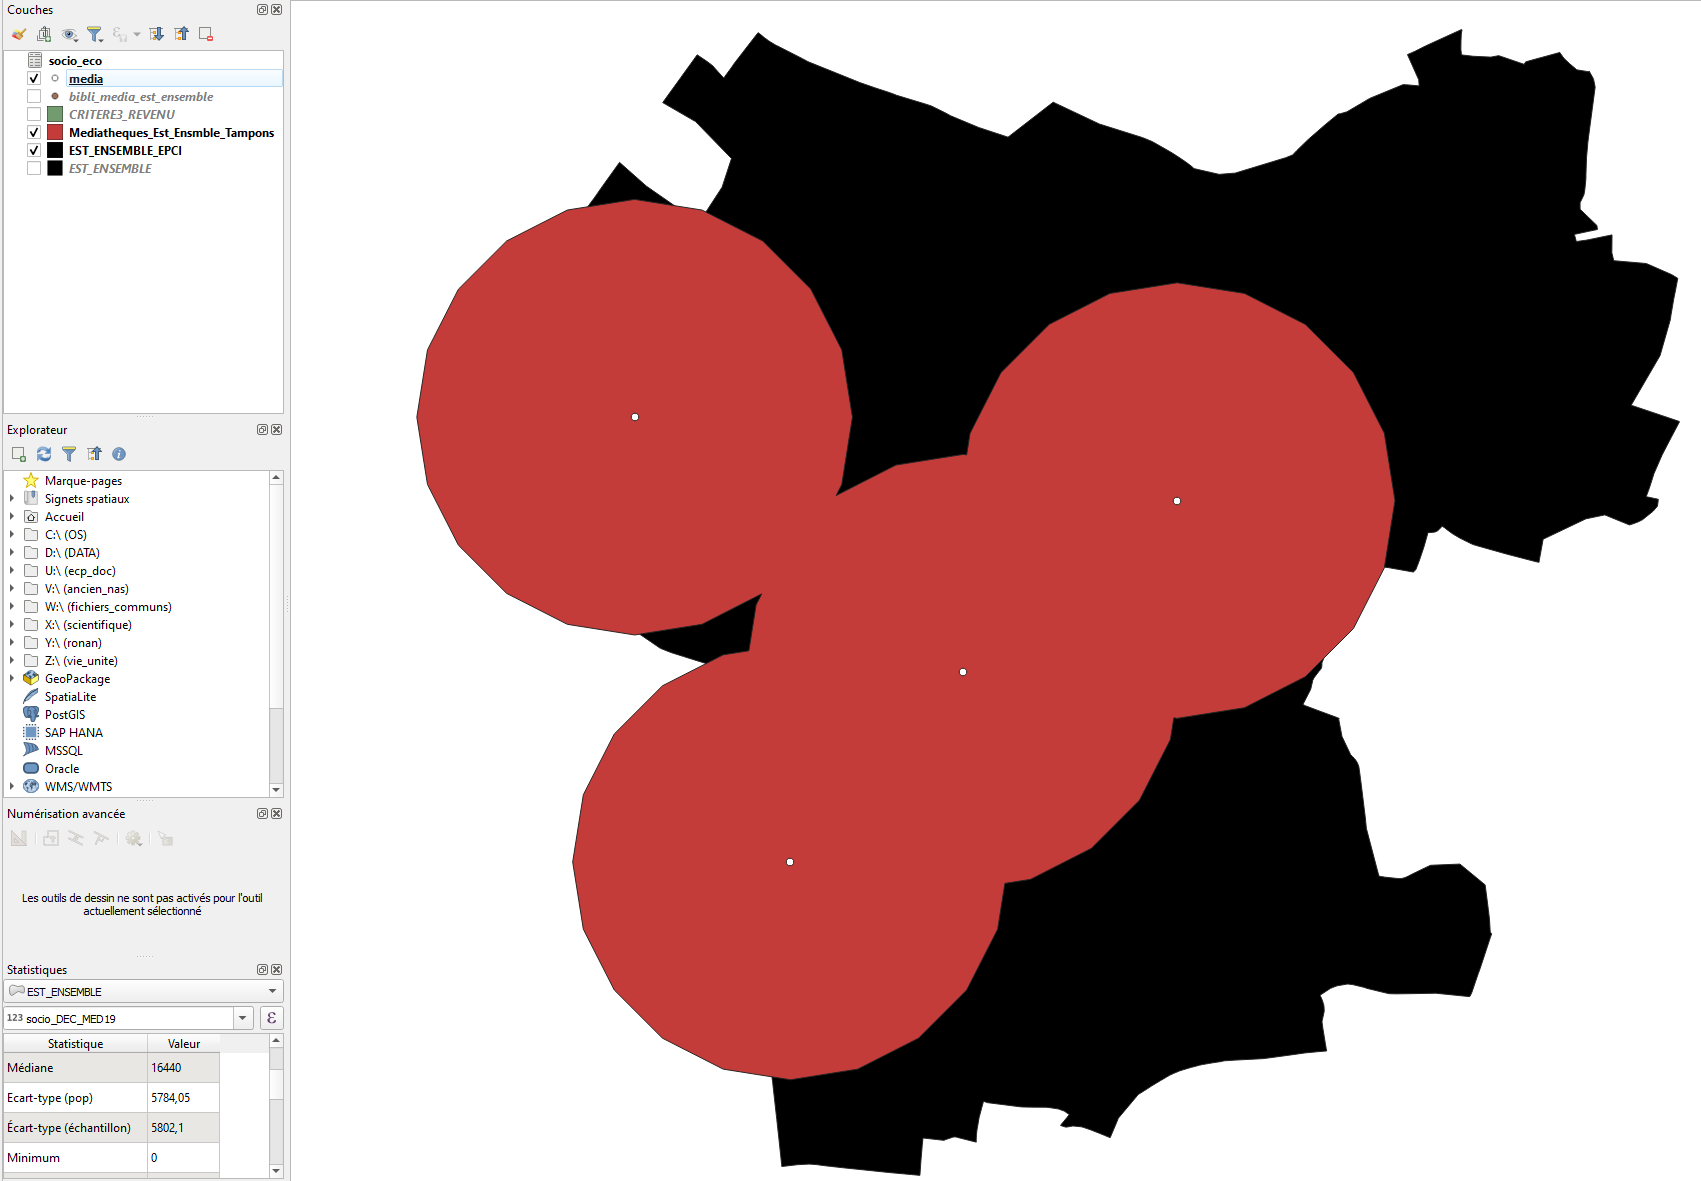 Couches
socio_eco
media
bibli_media_est_ensemble
CRITERE3_REVENU
Mediatheques_Est_Ensmble_Tampons
EST_ENSEMBLE_EPCI
EST_ENSEMBLE
Explorateur
Marque-pages
Signets spatiaux
Accueil
C:\ (OS)
D:\ (DATA)
U:\ (ecp_doc)
V:\ (ancien_nas)
W:\ (fichiers_communs)
X:\ (scientifique)
Y:\ (ronan)
Z:\ (vie_unite)
GeoPackage
SpatiaLite
PostGIS
SAP HANA
MSSQL
Oracle
WMS/WMTS
Numérisation avancée
Les outils de dessin ne sont pas activés pour l'outil
actuellement sélectionné
Statistiques
EST_ENSEMBLE
123 socio_DEC_MED19
ε
Statistique Valeur
Médiane 16440
Ecart-type (pop) 5784,05
Écart-type (échantillon) 5802,1
Minimum 0